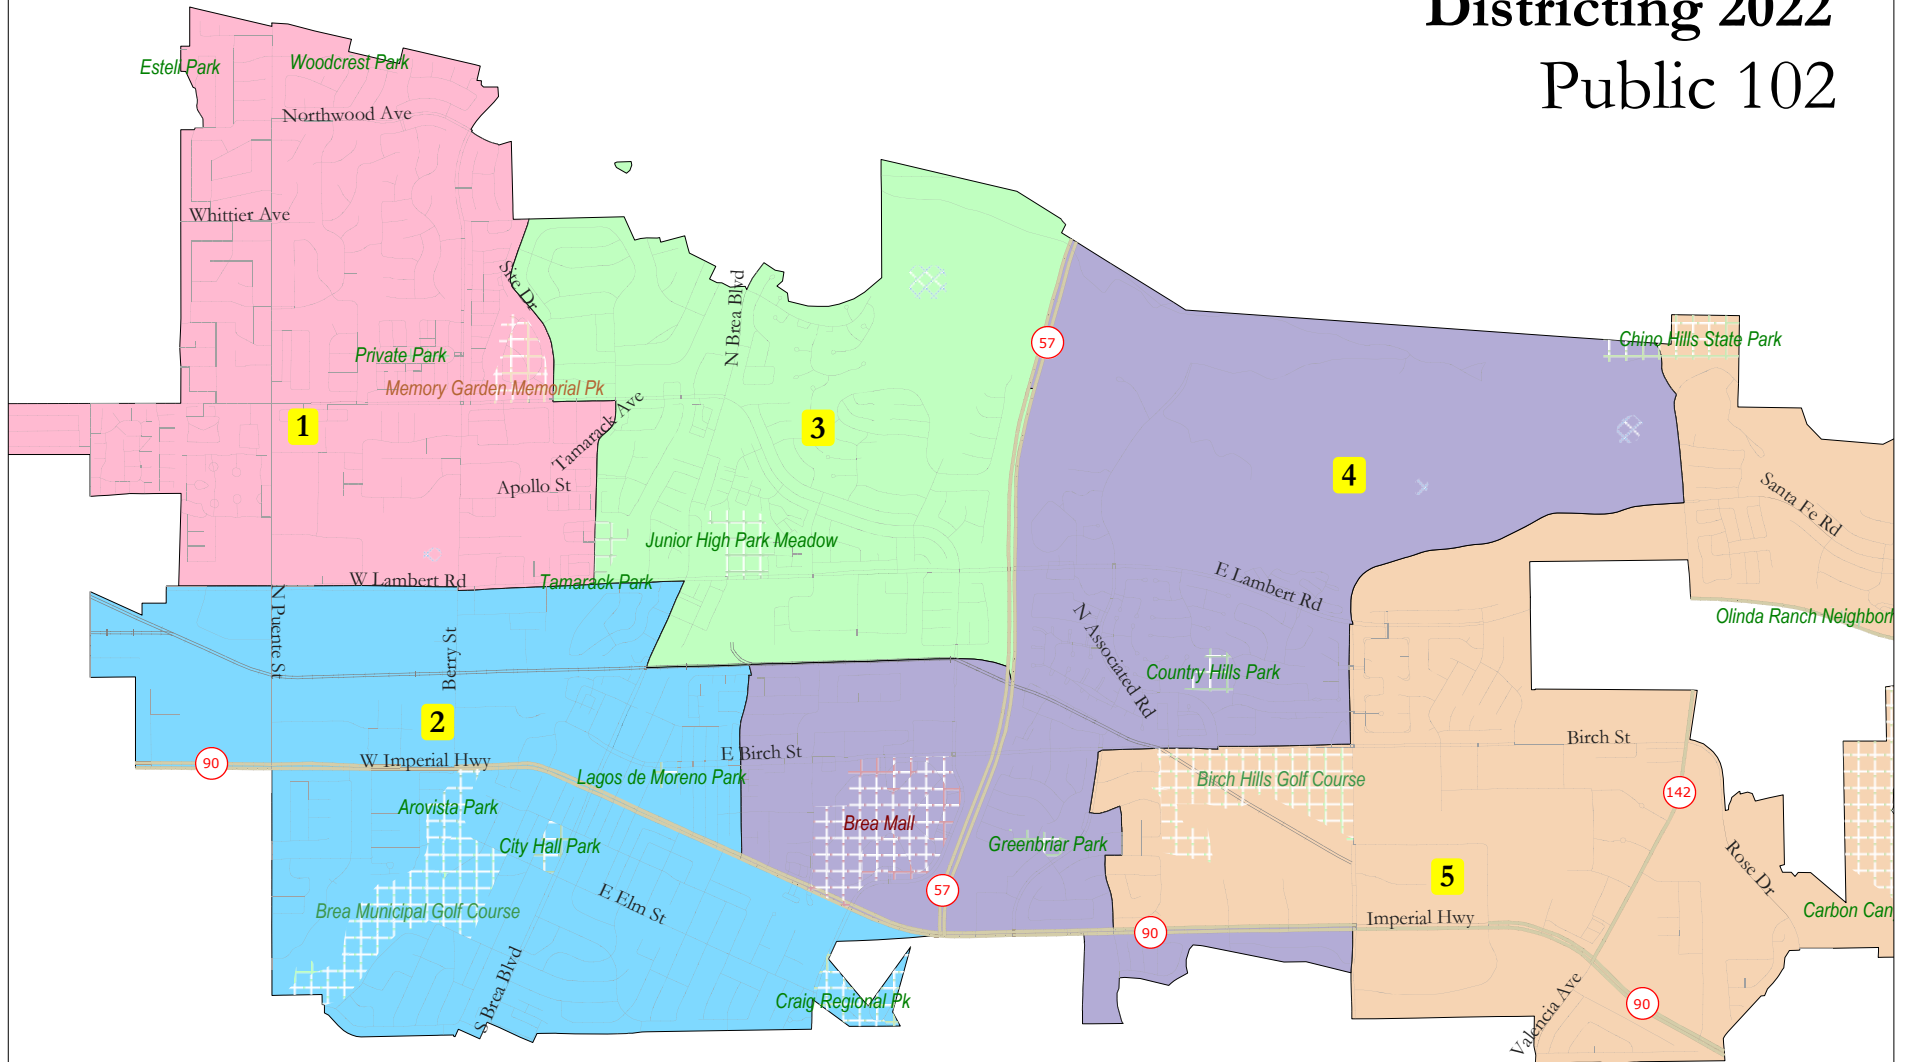 Districting 2022
Public 102
Esteli Park
Woodcrest Park
Northwood Ave
Whittier Ave
Site Dr
N Brea Blvd
57
Private Park
Chino Hills State Park
Memory Garden Memorial Pk
1
3
Tamarack Ave
4
Apollo St
Santa Fe Rd
Junior High Park Meadow
W Lambert Rd
Tamarack Park
E Lambert Rd
N Puente St
Berry St
N Associated Rd
Olinda Ranch Neighborh
Country Hills Park
2
E Birch St
Birch St
90
W Imperial Hwy
Lagos de Moreno Park
Birch Hills Golf Course
142
Arovista Park
Brea Mall
City Hall Park
Greenbriar Park
Rose Dr
5
57
E Elm St
Brea Municipal Golf Course
Imperial Hwy
Carbon Can
90
S Brea Blvd
Craig Regional Pk
Valencia Ave
90